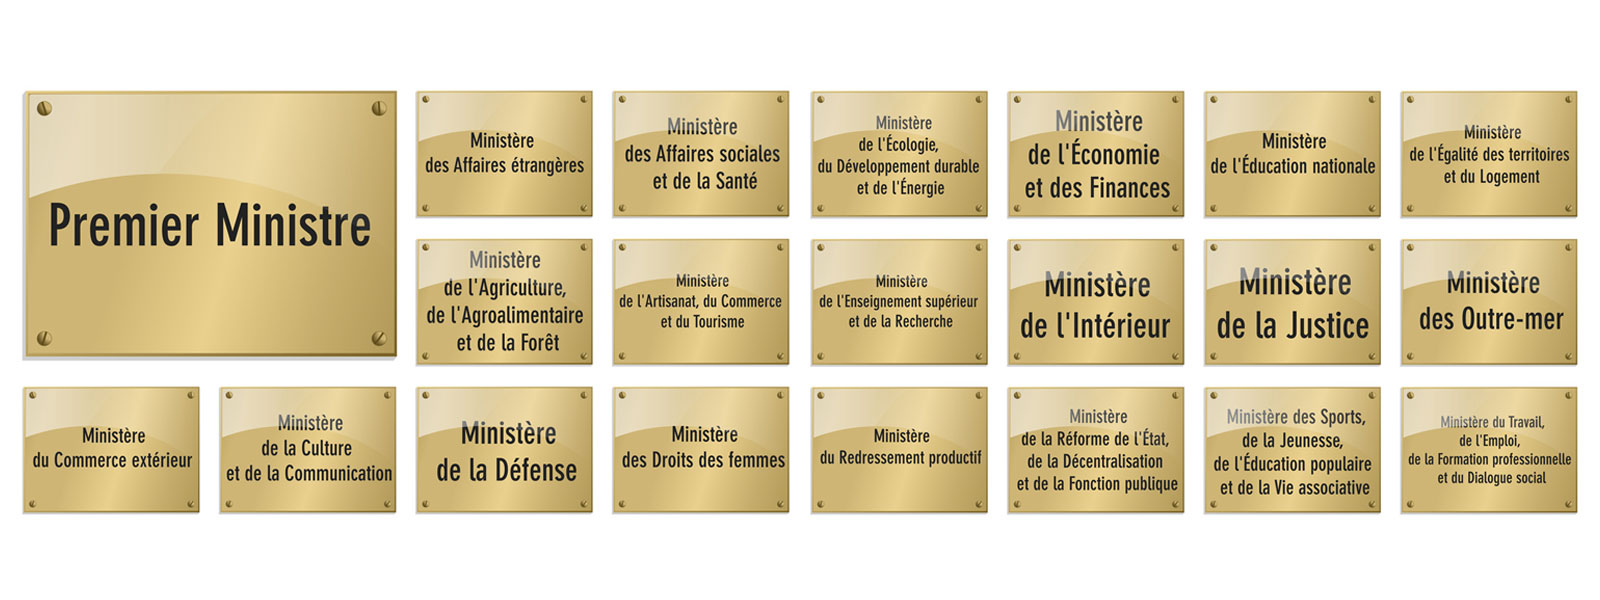 Premier Ministre
Ministère
des Affaires étrangères
Ministère
des Affaires sociales
et de la Santé
Ministère
de l'Écologie,
du Développement durable
et de l'Énergie
Ministère
de l'Économie
et des Finances
Ministère
de l'Éducation nationale
Ministère
de l'Égalité des territoires
et du Logement
Ministère
de l'Agriculture,
de l'Agroalimentaire
et de la Forêt
Ministère
de l'Artisanat, du Commerce
et du Tourisme
Ministère
de l'Enseignement supérieur
et de la Recherche
Ministère
de l'Intérieur
Ministère
de la Justice
Ministère
des Outre-mer
Ministère
du Commerce extérieur
Ministère
de la Culture
et de la Communication
Ministère
de la Défense
Ministère
des Droits des femmes
Ministère
du Redressement productif
Ministère
de la Réforme de l'État,
de la Décentralisation
et de la Fonction publique
Ministère des Sports,
de la Jeunesse,
de l'Éducation populaire
et de la Vie associative
Ministère du Travail,
de l'Emploi,
de la Formation professionnelle
et du Dialogue social